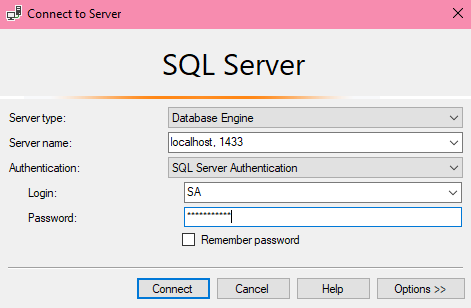 Connect to Server
SQL Server
Server type: Database Engine
Server name: localhost, 1433
Authentication: SQL Server Authentication
Login: SA
Password: ***********
Remember password
Connect Cancel Help Options >>